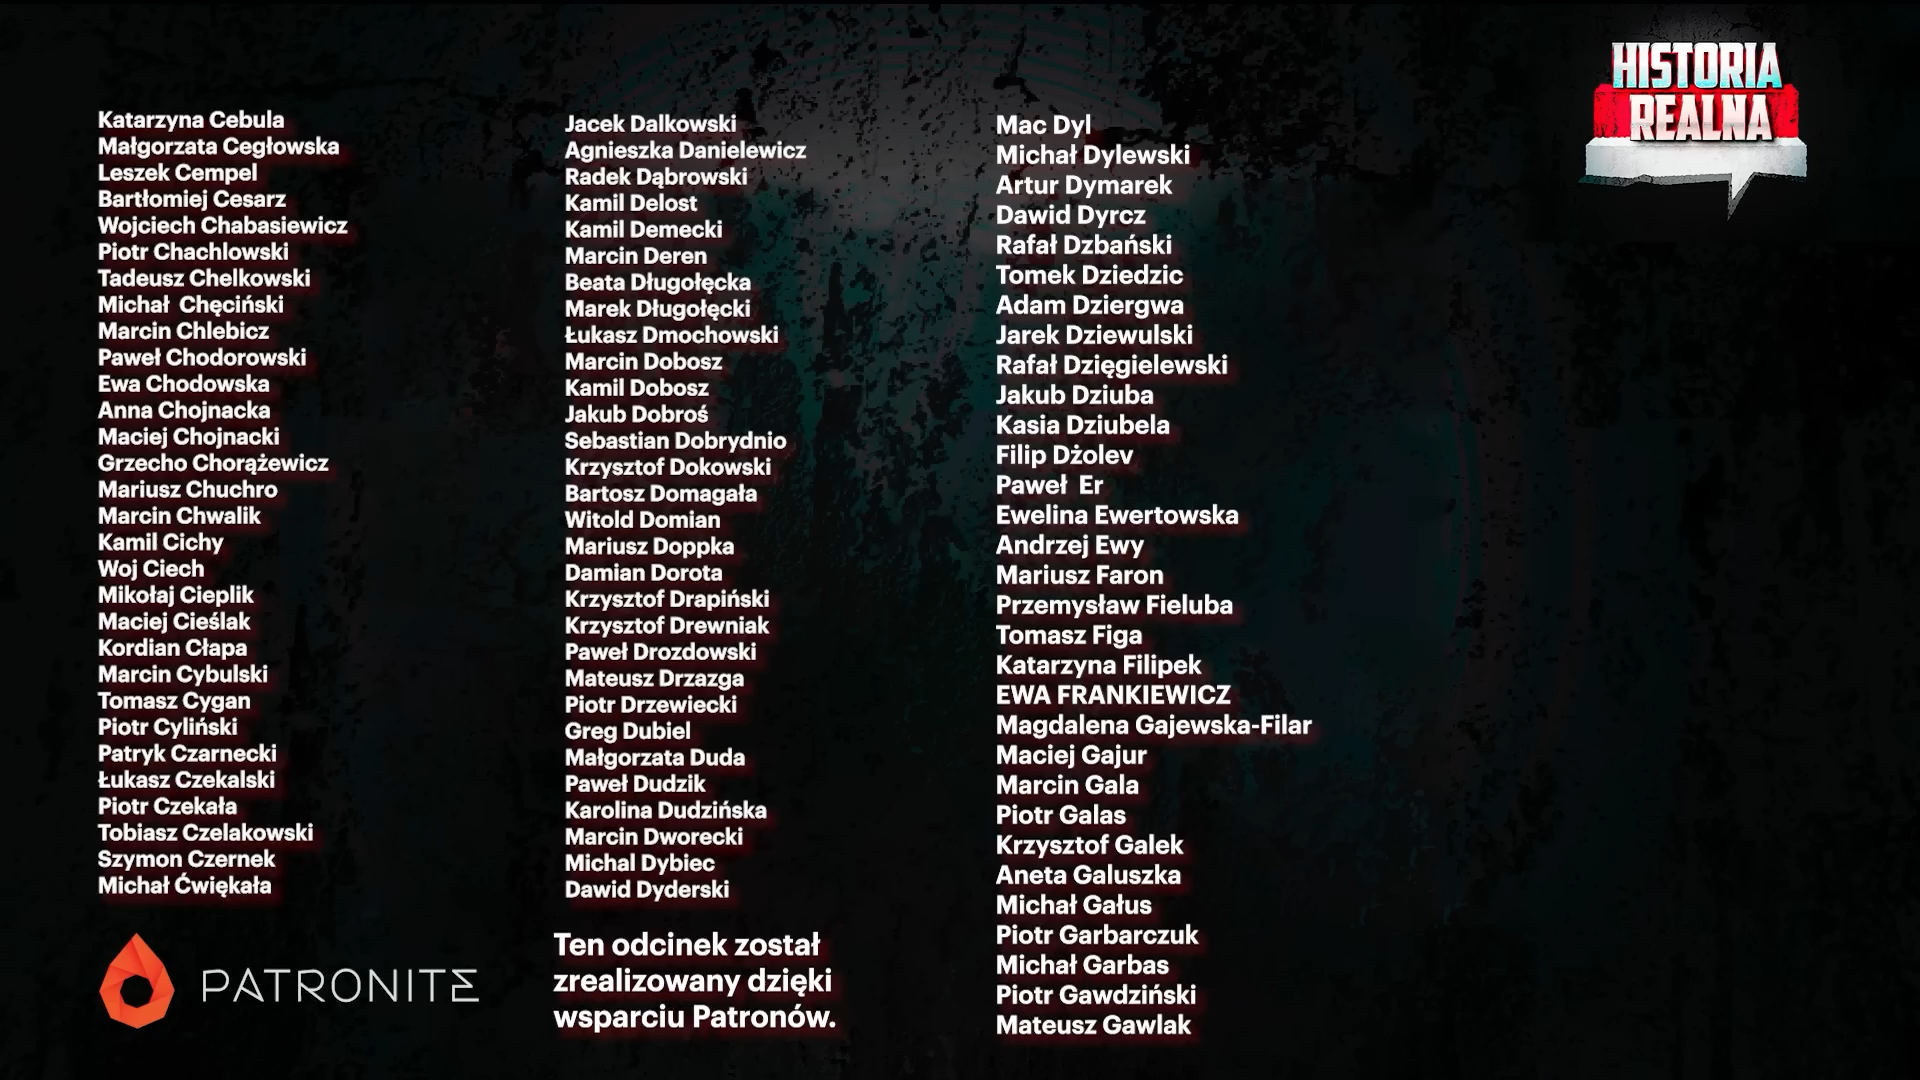 HISTORIA
REALNA
Katarzyna Cebula
Małgorzata Cegłowska
Leszek Cempel
Bartłomiej Cesarz
Wojciech Chabasiewicz
Piotr Chachlowski
Tadeusz Chelkowski
Michał  Chęciński
Marcin Chlebicz
Paweł Chodorowski
Ewa Chodowska
Anna Chojnacka
Maciej Chojnacki
Grzecho Chorążewicz
Mariusz Chuchro
Marcin Chwalik
Kamil Cichy
Woj Ciech
Mikołaj Cieplik
Maciej Cieślak
Kordian Cłapa
Marcin Cybulski
Tomasz Cygan
Piotr Cyliński
Patryk Czarnecki
Łukasz Czekalski
Piotr Czekała
Tobiasz Czelakowski
Szymon Czernek
Michał Ćwiękała
Jacek Dalkowski
Agnieszka Danielewicz
Radek Dąbrowski
Kamil Delost
Kamil Demecki
Marcin Deren
Beata Długołęcka
Marek Długołęcki
Łukasz Dmochowski
Marcin Dobosz
Kamil Dobosz
Jakub Dobroś
Sebastian Dobrydnio
Krzysztof Dokowski
Bartosz Domagała
Witold Domian
Mariusz Doppka
Damian Dorota
Krzysztof Drapiński
Krzysztof Drewniak
Paweł Drozdowski
Mateusz Drzazga
Piotr Drzewiecki
Greg Dubiel
Małgorzata Duda
Paweł Dudzik
Karolina Dudzińska
Marcin Dworecki
Michal Dybiec
Dawid Dyderski
Mac Dyl
Michał Dylewski
Artur Dymarek
Dawid Dyrcz
Rafał Dzbański
Tomek Dziedzic
Adam Dziergwa
Jarek Dziewulski
Rafał Dzięgielewski
Jakub Dziuba
Kasia Dziubela
Filip Dżolev
Paweł  Er
Ewelina Ewertowska
Andrzej Ewy
Mariusz Faron
Przemysław Fieluba
Tomasz Figa
Katarzyna Filipek
EWA FRANKIEWICZ
Magdalena Gajewska-Filar
Maciej Gajur
Marcin Gala
Piotr Galas
Krzysztof Galek
Aneta Galuszka
Michał Gałus
Piotr Garbarczuk
Michał Garbas
Piotr Gawdziński
Mateusz Gawlak
PATRONITE
Ten odcinek został
zrealizowany dzięki
wsparciu Patronów.